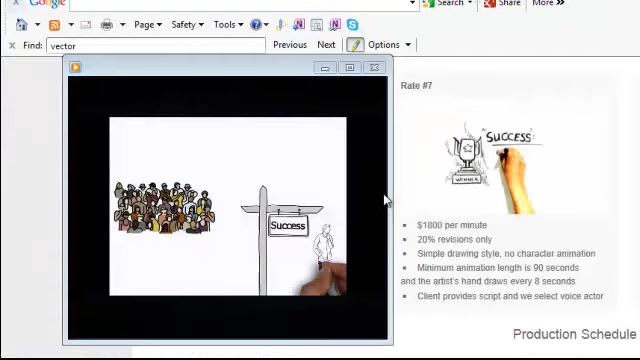 Google
Search
Share
More »
Page
Safety
Tools
Find: vector
Previous
Next
Options
Rate #7
"SUCCESS":
WINNER
Success
$1800 per minute
20% revisions only
Simple drawing style, no character animation
Minimum animation length is 90 seconds
and the artist's hand draws every 8 seconds
Client provides script and we select voice actor
Production Schedule